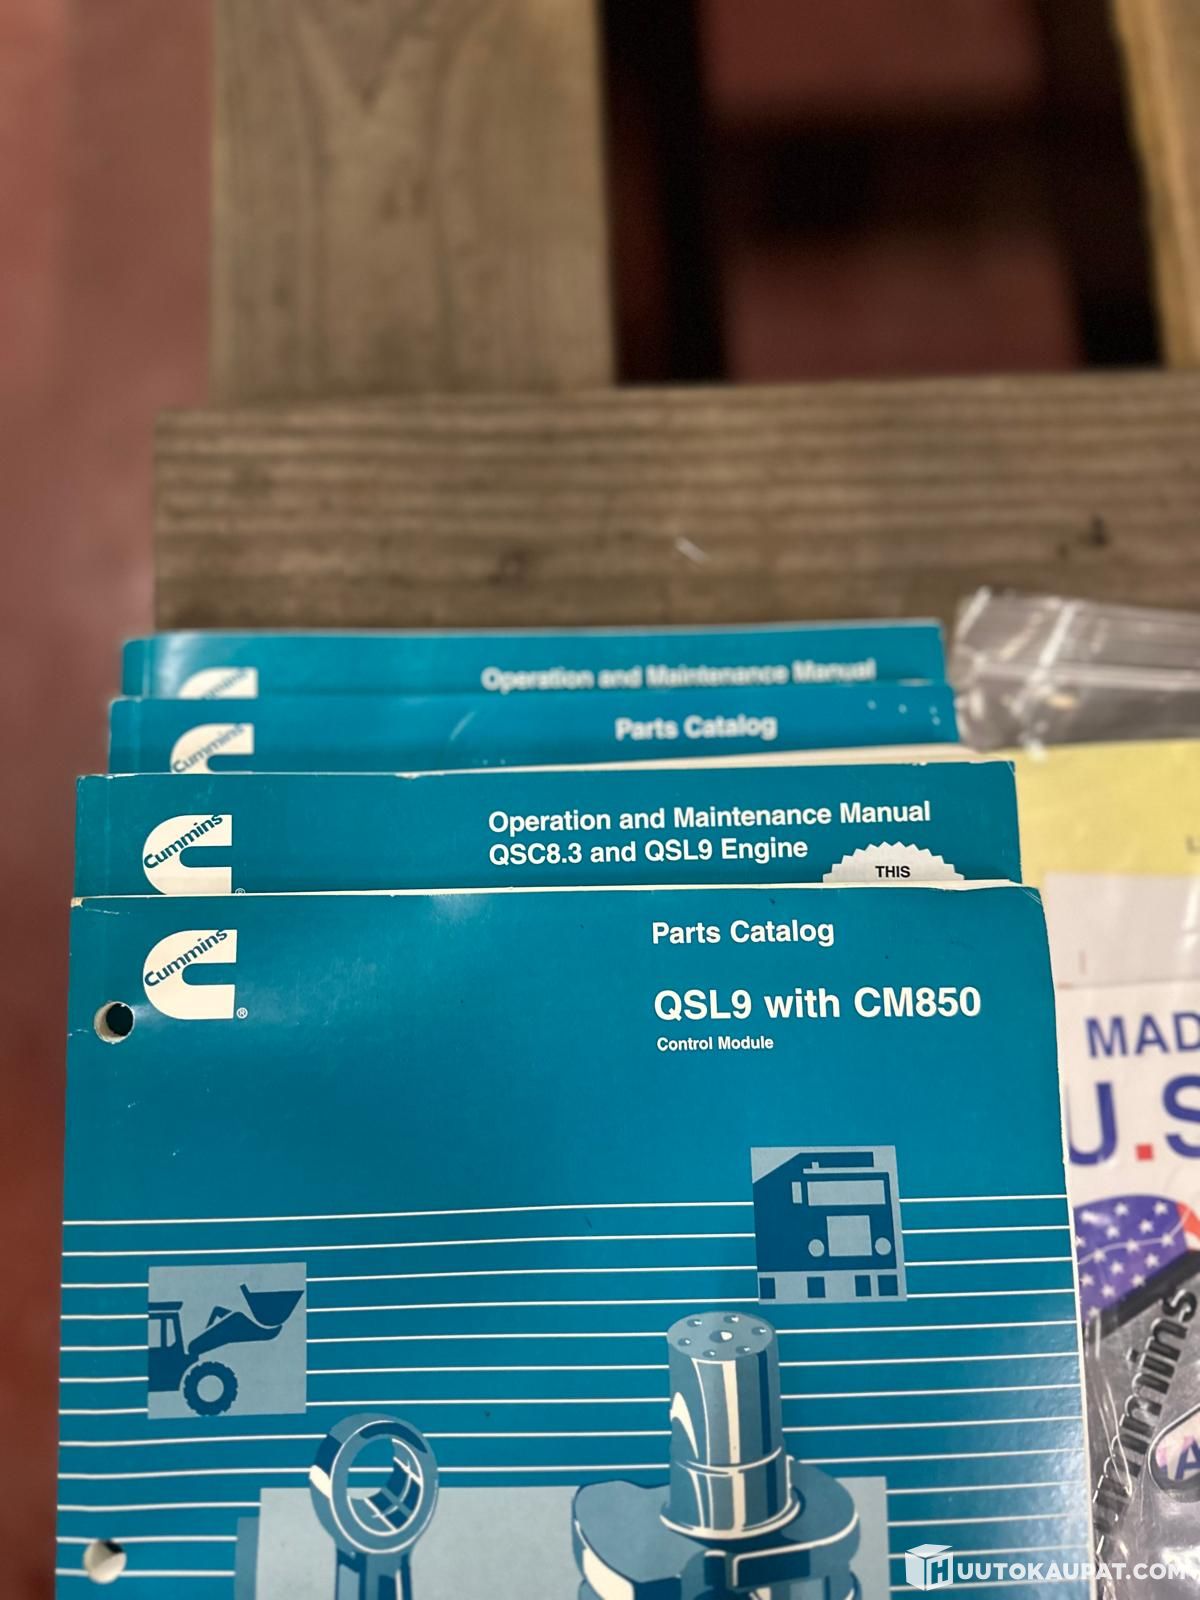 Cummins
Operation and Maintenance Manual
Cummins
Parts Catalog
Cummins
®
Operation and Maintenance Manual
QSC8.3 and QSL9 Engine
THIS
Cummins
®
Parts Catalog
QSL9 with CM850
Control Module
MAD
U.S
Cummins
A
HUUTOKAUPAT.COM